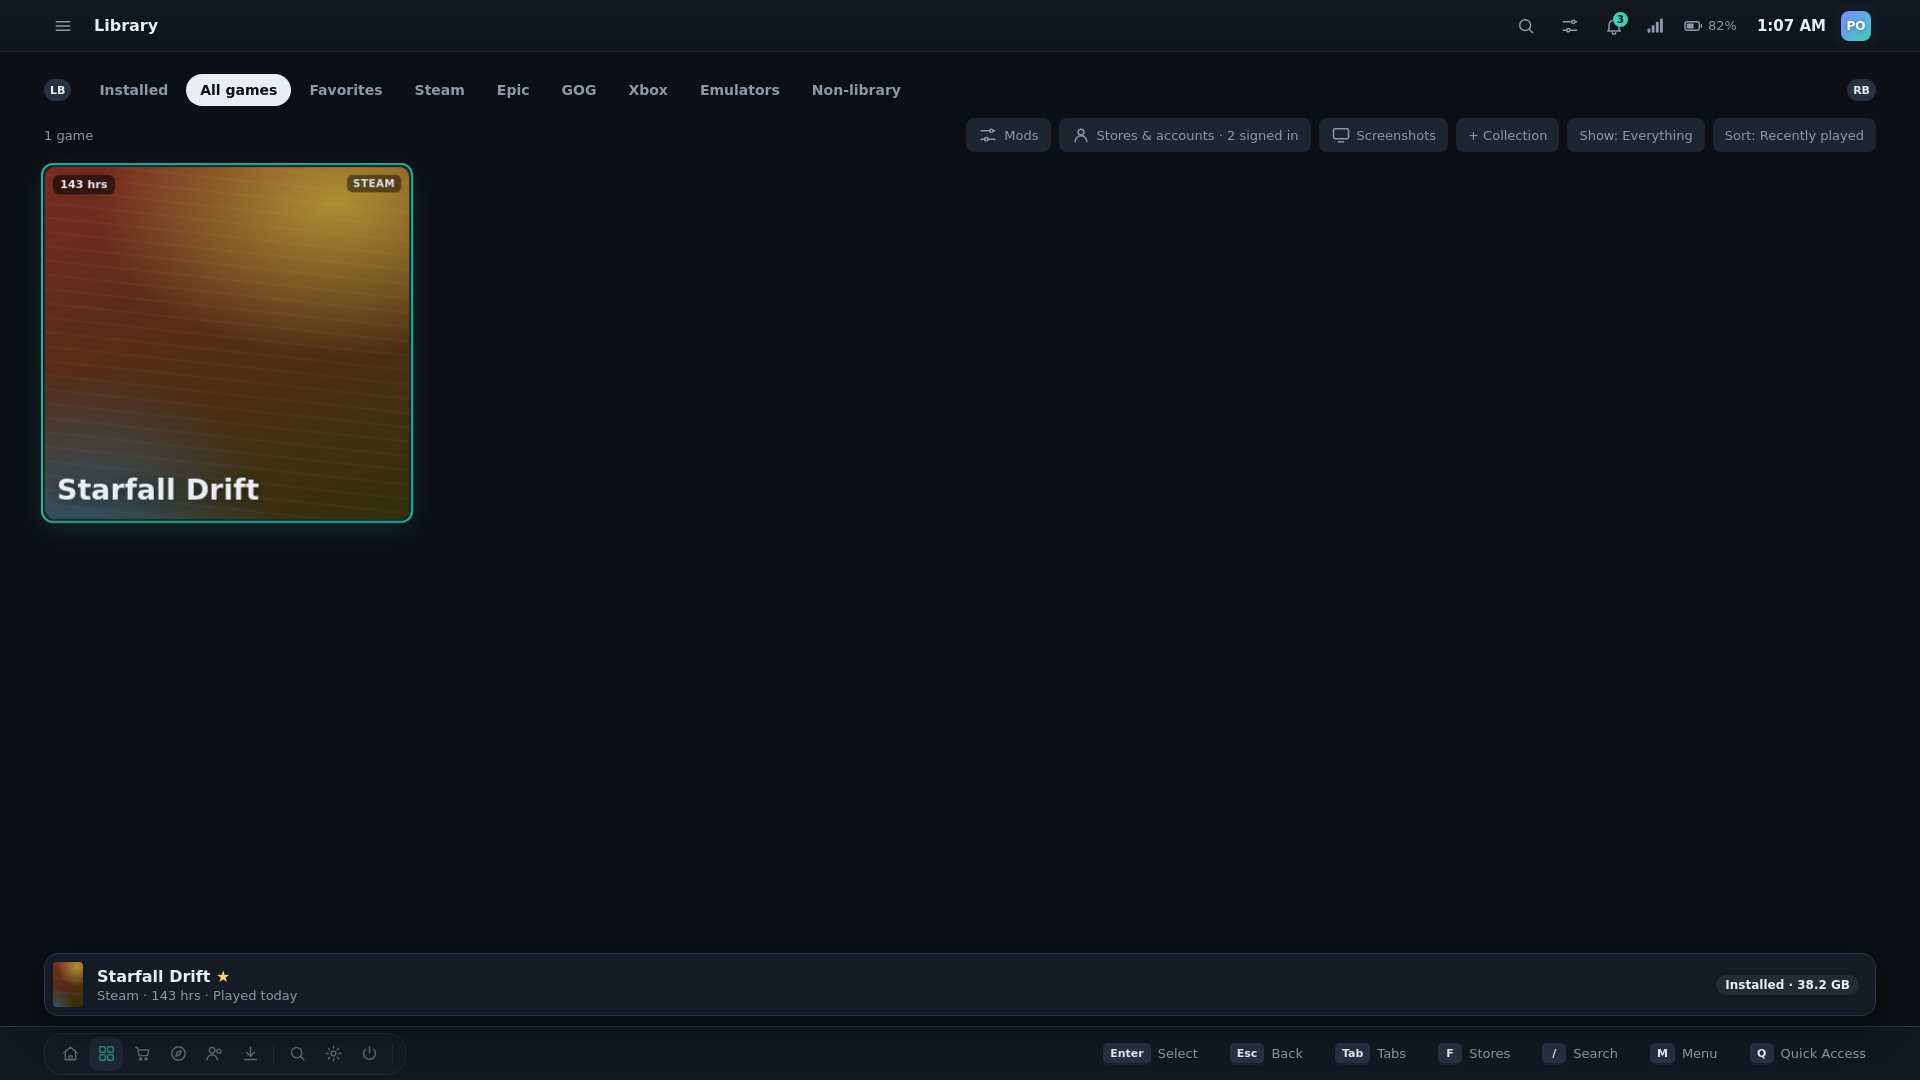 Library
3
82%
1:07 AM
PO
LB
Installed
All games
Favorites
Steam
Epic
GOG
Xbox
Emulators
Non-library
RB
1 game
Mods
Stores & accounts · 2 signed in
Screenshots
+ Collection
Show: Everything
Sort: Recently played
143 hrs
STEAM
Starfall Drift
Starfall Drift ★
Steam · 143 hrs · Played today
Installed · 38.2 GB
Enter Select
Esc Back
Tab Tabs
F Stores
/ Search
M Menu
Q Quick Access